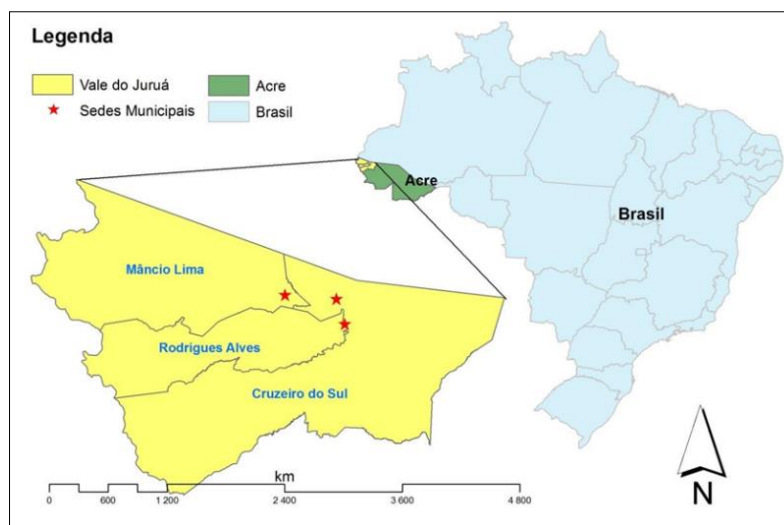 Legenda
Vale do Juruá
Acre
Sedes Municipais
Brasil
Acre
Brasil
Mâncio Lima
Rodrigues Alves
Cruzeiro do Sul
km
0 600 1 200 2 400 3 600 4 800
N